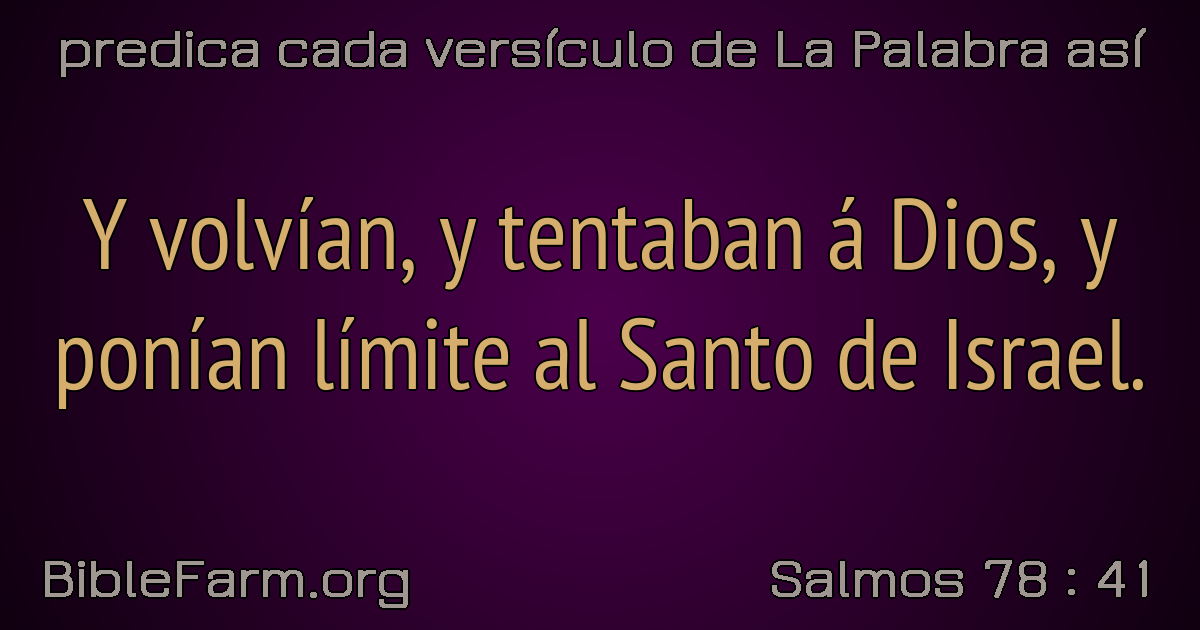 predica cada versículo de La Palabra así
Y volvían, y tentaban á Dios, y
ponían límite al Santo de Israel.
BibleFarm.org
Salmos 78 : 41